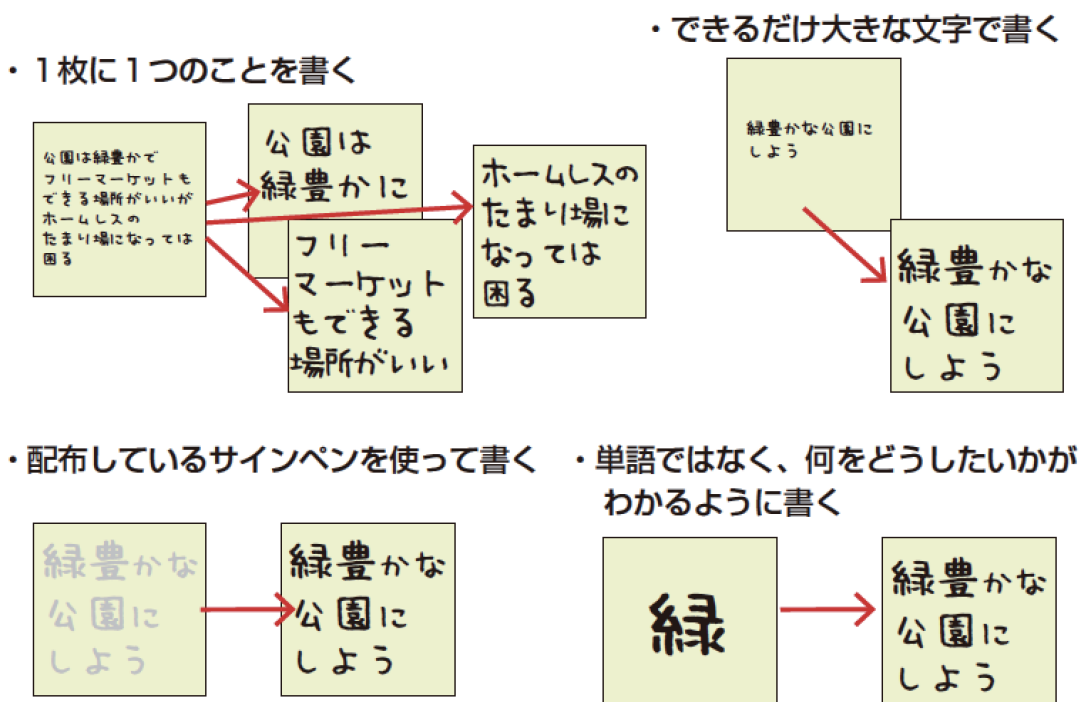 ・１枚に１つのことを書く
公園は緑豊かで
フリーマーケットも
できる場所がいいが
ホームレスの
たまり場になっては
困る
公園は
緑豊かに
フリー
マーケット
もできる
場所がいい
ホームレスの
たまり場に
なっては
困る
・できるだけ大きな文字で書く
緑豊かな公園に
しよう
緑豊かな
公園に
しよう
・配布しているサインペンを使って書く
緑豊かな
公園に
しよう
緑豊かな
公園に
しよう
・単語ではなく、何をどうしたいかが
わかるように書く
緑
緑豊かな
公園に
しよう